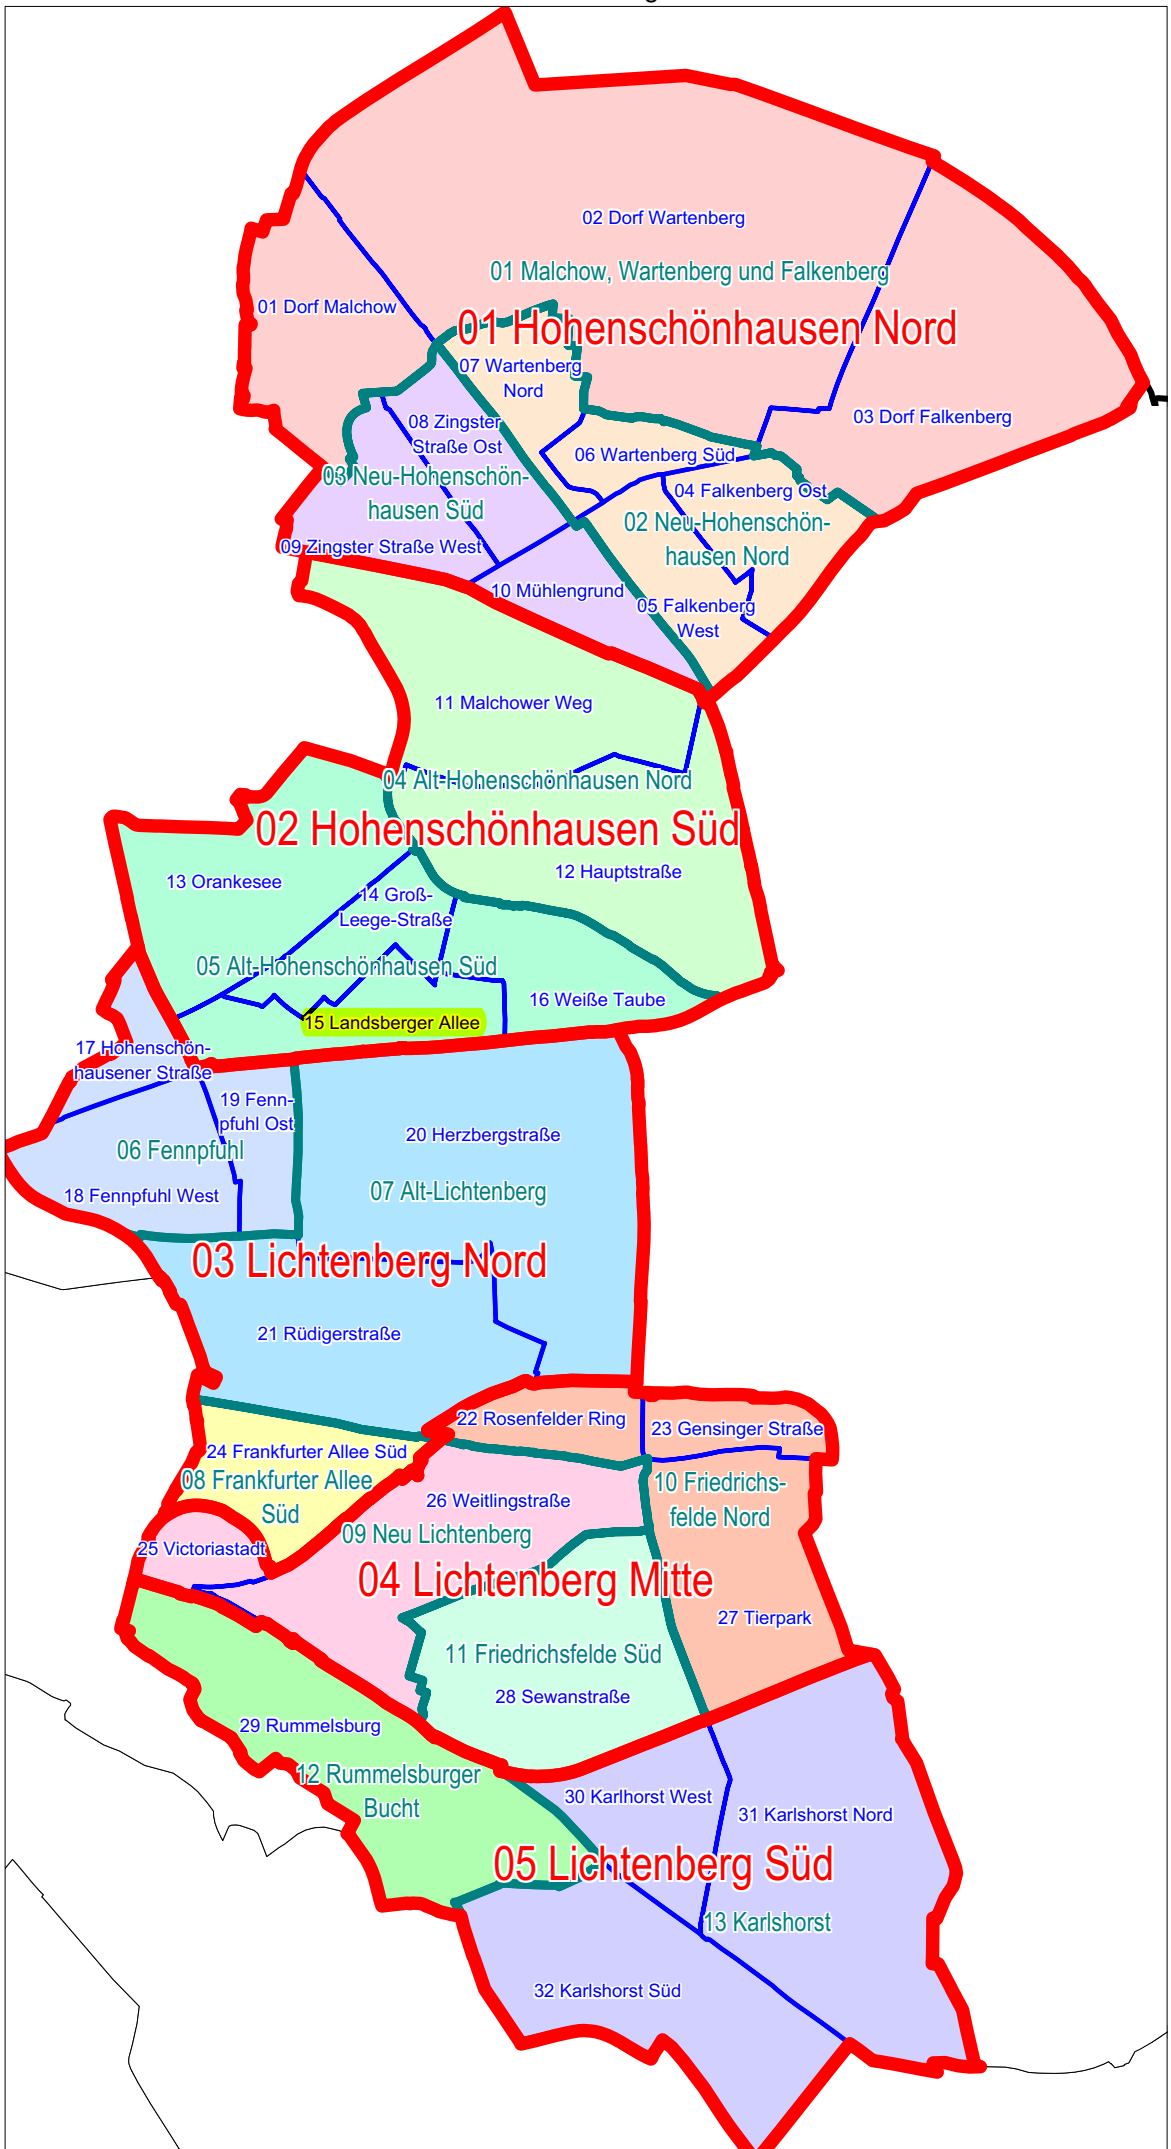 02 Dorf Wartenberg
01 Malchow, Wartenberg und Falkenberg
01 Dorf Malchow
01 Hohenschönhausen Nord
07 Wartenberg
Nord
03 Dorf Falkenberg
08 Zingster
Straße Ost
06 Wartenberg Süd
03 Neu-Hohenschön-
hausen Süd
04 Falkenberg Ost
02 Neu-Hohenschön-
hausen Nord
09 Zingster Straße West
10 Mühlengrund
05 Falkenberg
West
11 Malchower Weg
04 Alt-Hohenschönhausen Nord
02 Hohenschönhausen Süd
12 Hauptstraße
13 Orankesee
14 Groß-
Leege-Straße
05 Alt-Hohenschönhausen Süd
16 Weiße Taube
15 Landsberger Allee
17 Hohenschön-
hausener Straße
19 Fenn-
pfuhl Ost
20 Herzbergstraße
06 Fennpfuhl
18 Fennpfuhl West
07 Alt-Lichtenberg
03 Lichtenberg Nord
21 Rüdigerstraße
22 Rosenfelder Ring
23 Gensinger Straße
24 Frankfurter Allee Süd
08 Frankfurter Allee
Süd
10 Friedrichs-
felde Nord
26 Weitlingstraße
09 Neu Lichtenberg
25 Victoriastadt
04 Lichtenberg Mitte
27 Tierpark
11 Friedrichsfelde Süd
28 Sewanstraße
29 Rummelsburg
12 Rummelsburger
Bucht
30 Karlhorst West
31 Karlshorst Nord
05 Lichtenberg Süd
13 Karlshorst
32 Karlshorst Süd